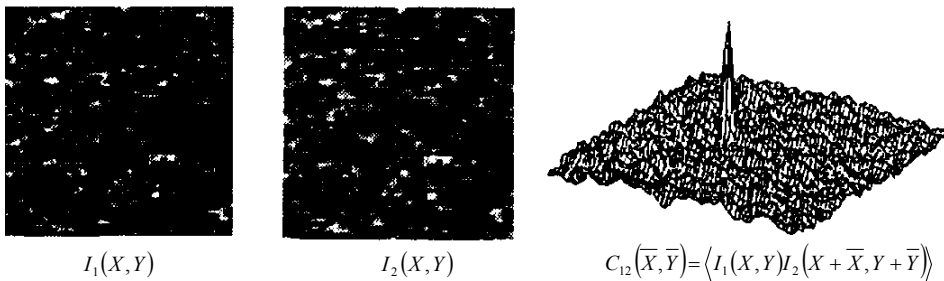 I₁(X,Y)
I₂(X,Y)
C₁₂(X̅,Y̅)=⟨I₁(X,Y)I₂(X+X̅,Y+Y̅)⟩